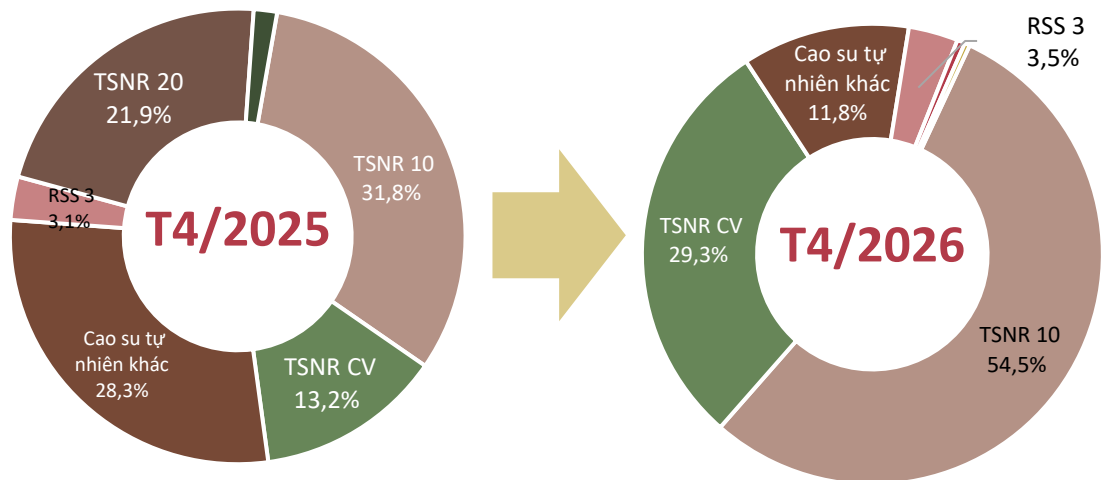 TSNR 20
21,9%
TSNR 10
31,8%
RSS 3
3,1%
T4/2025
Cao su tự
nhiên khác
28,3%
TSNR CV
13,2%
RSS 3
3,5%
Cao su tự
nhiên khác
11,8%
TSNR CV
29,3%
T4/2026
TSNR 10
54,5%